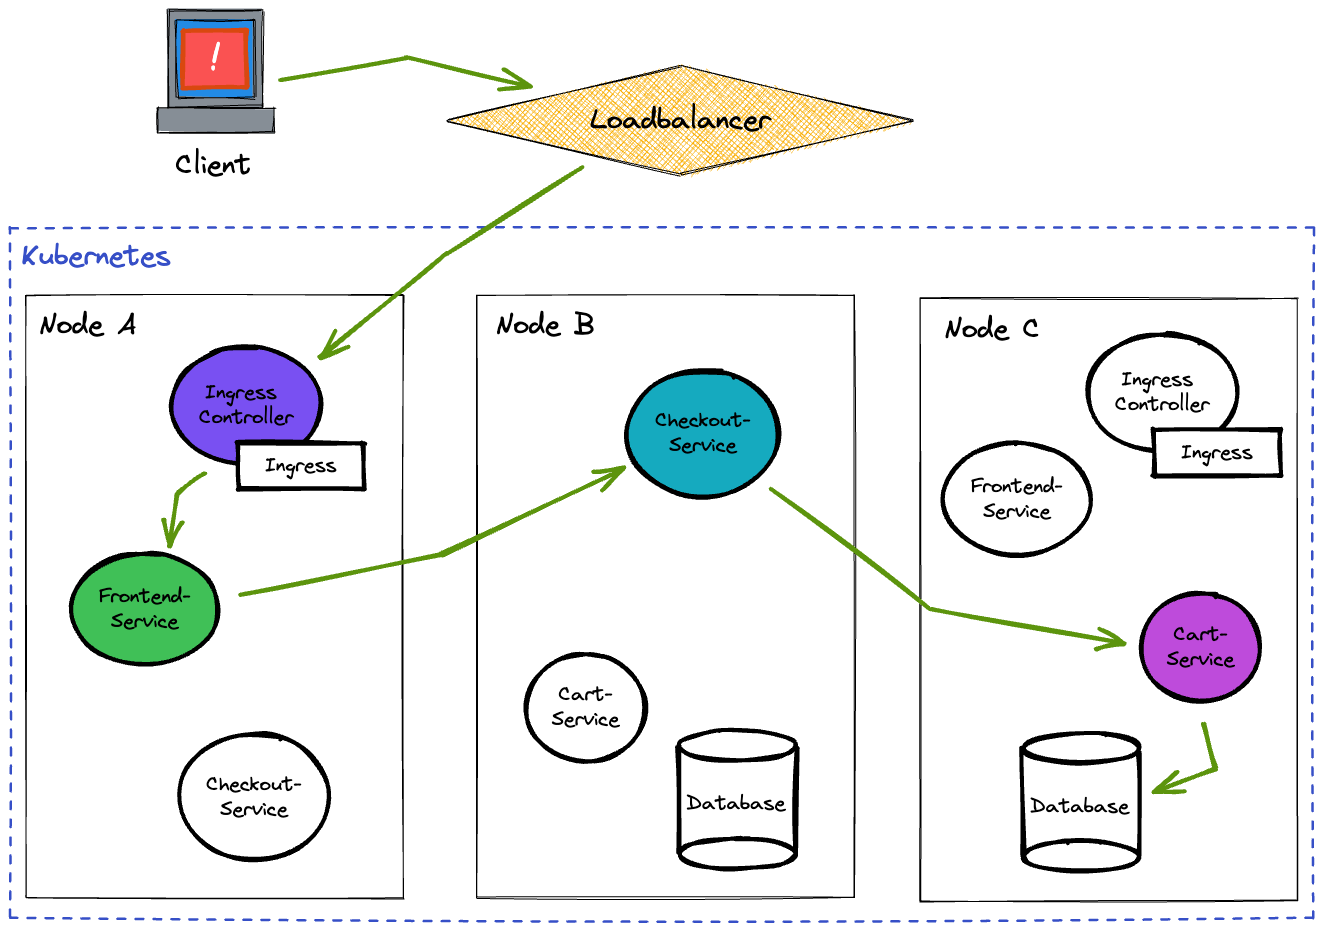 !
Client
Loadbalancer
Kubernetes
Node A
Ingress
Controller
Ingress
Frontend-
Service
Checkout-
Service
Node B
Checkout-
Service
Cart-
Service
Database
Node C
Ingress
Controller
Ingress
Frontend-
Service
Cart-
Service
Database